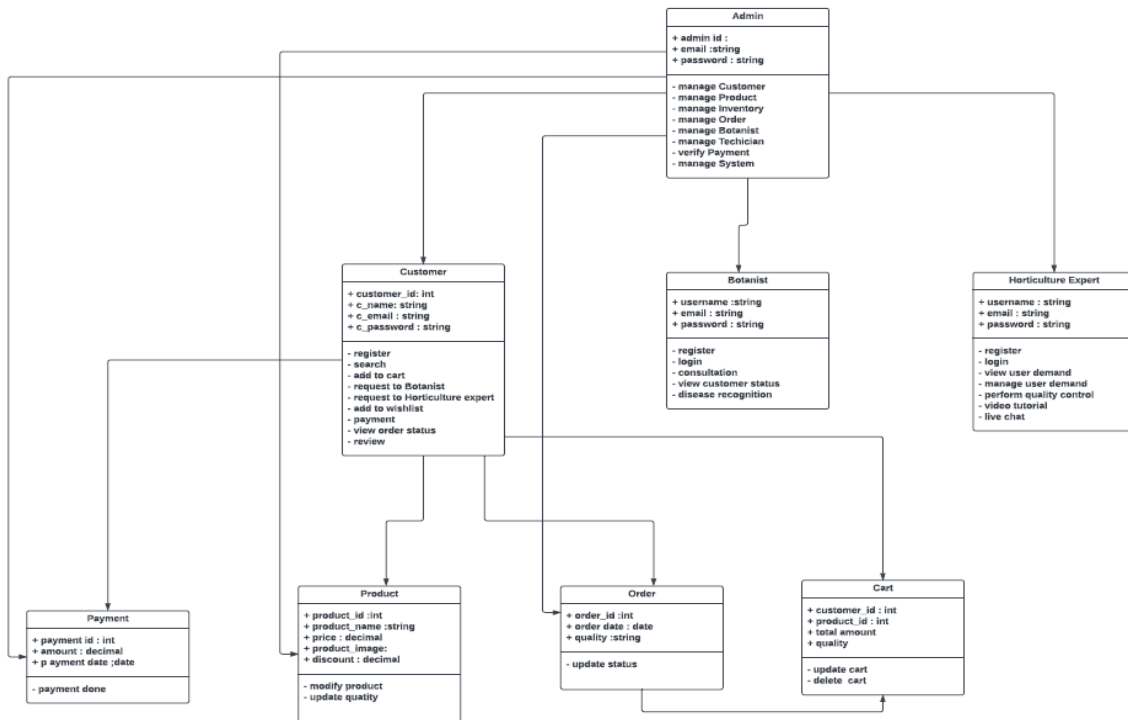 Admin
+ admin id :
+ email :string
+ password : string
- manage Customer
- manage Product
- manage Inventory
- manage Order
- manage Botanist
- manage Techician
- verify Payment
- manage System
Customer
+ customer_id: int
+ c_name: string
+ c_email : string
+ c_password : string
- register
- search
- add to cart
- request to Botanist
- request to Horticulture expert
- add to wishlist
- payment
- view order status
- review
Botanist
+ username :string
+ email : string
+ password : string
- register
- login
- consultation
- view customer status
- disease recognition
Horticulture Expert
+ username : string
+ email : string
+ password : string
- register
- login
- view user demand
- manage user demand
- perform quality control
- video tutorial
- live chat
Payment
+ payment id : int
+ amount : decimal
+ p ayment date ;date
- payment done
Product
+ product_id :int
+ product_name :string
+ price : decimal
+ product_image:
+ discount : decimal
- modify product
- update quatity
Order
+ order_id :int
+ order date : date
+ quality :string
- update status
Cart
+ customer_id : int
+ product_id : int
+ total amount
+ quality
- update cart
- delete cart